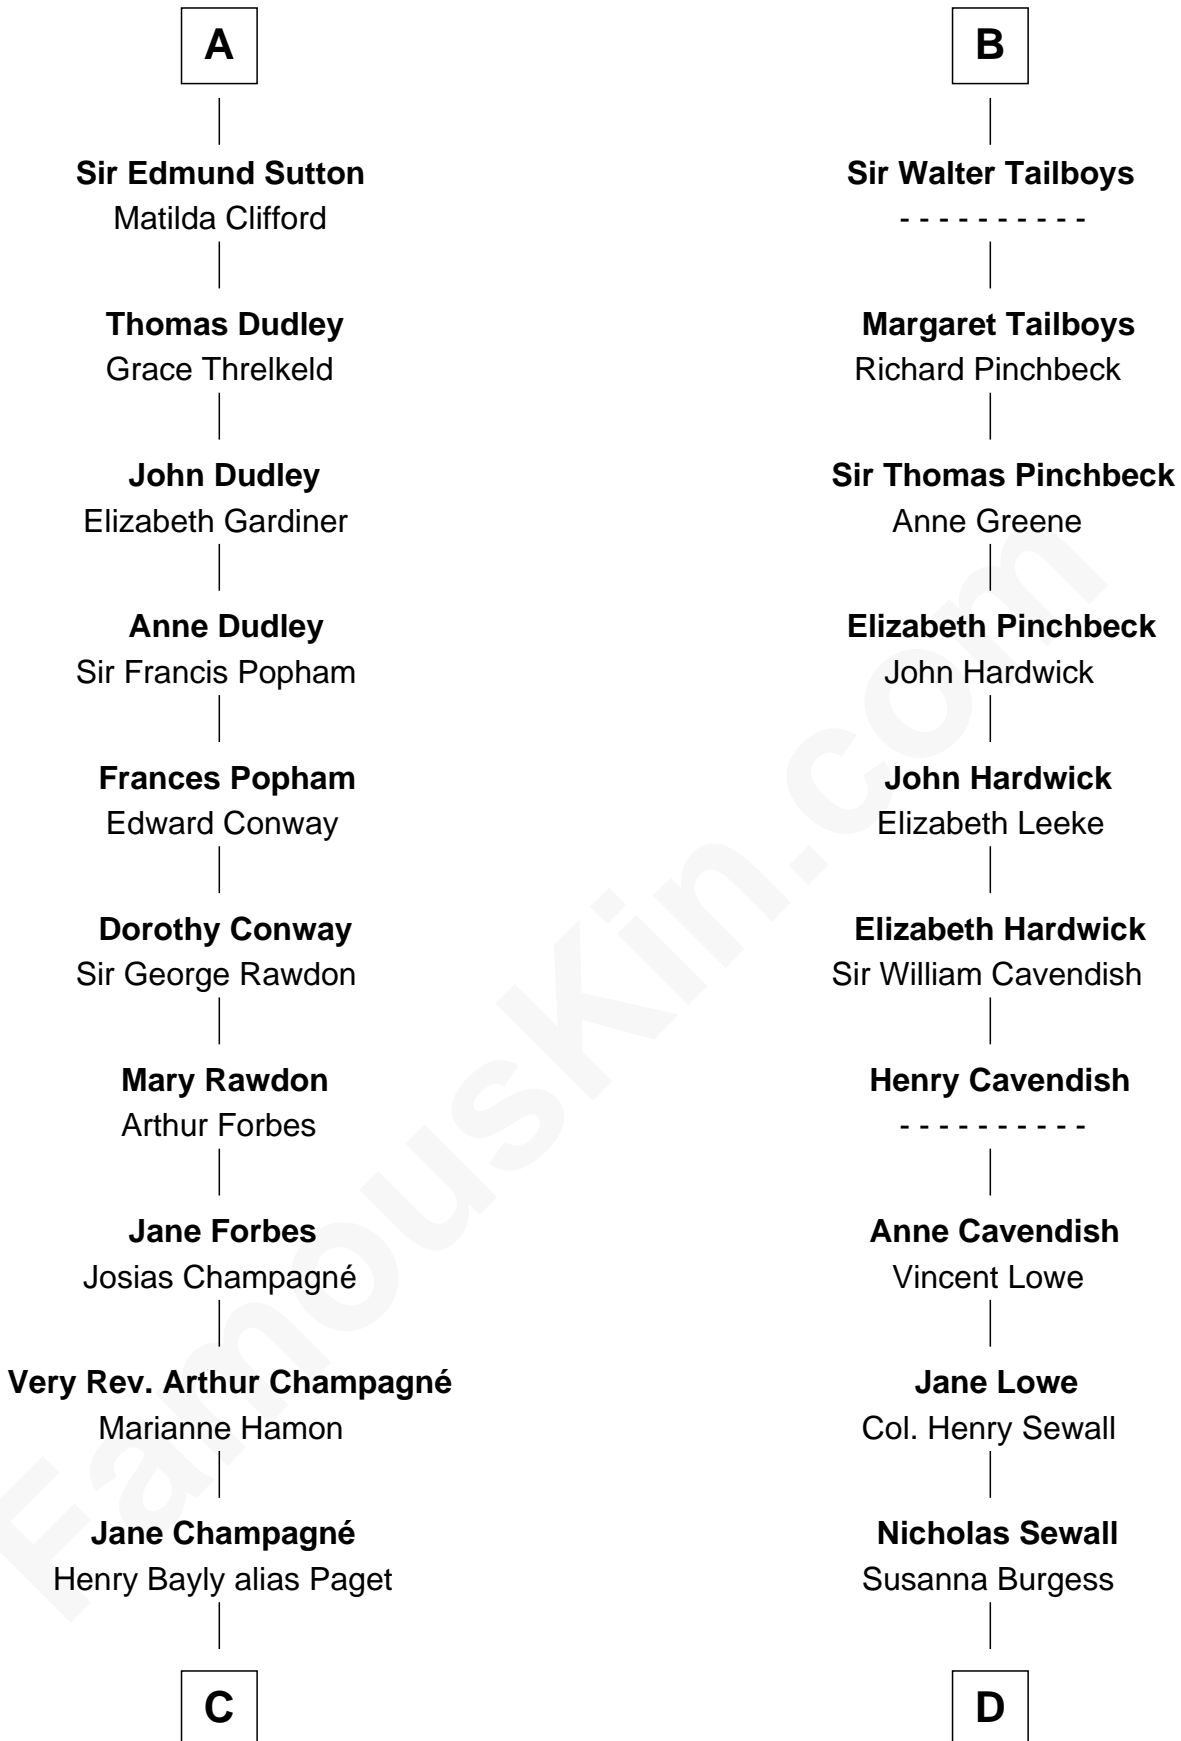 A
Sir Edmund Sutton
Matilda Clifford
Thomas Dudley
Grace Threlkeld
John Dudley
Elizabeth Gardiner
Anne Dudley
Sir Francis Popham
Frances Popham
Edward Conway
Dorothy Conway
Sir George Rawdon
Mary Rawdon
Arthur Forbes
Jane Forbes
Josias Champagné
Very Rev. Arthur Champagné
Marianne Hamon
Jane Champagné
Henry Bayly alias Paget
C
B
Sir Walter Tailboys
- - - - - - - - - -
Margaret Tailboys
Richard Pinchbeck
Sir Thomas Pinchbeck
Anne Greene
Elizabeth Pinchbeck
John Hardwick
John Hardwick
Elizabeth Leeke
Elizabeth Hardwick
Sir William Cavendish
Henry Cavendish
- - - - - - - - - -
Anne Cavendish
Vincent Lowe
Jane Lowe
Col. Henry Sewall
Nicholas Sewall
Susanna Burgess
D
FamousKin.com